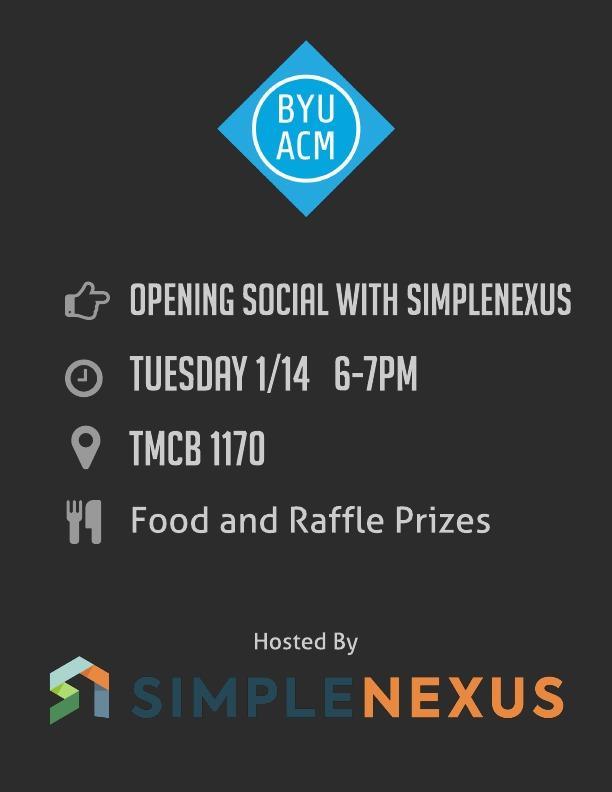 BYU
ACM
OPENING SOCIAL WITH SIMPLENEXUS
TUESDAY 1/14 6-7PM
TMCB 1170
Food and Raffle Prizes
Hosted By
SIMPLENEXUS